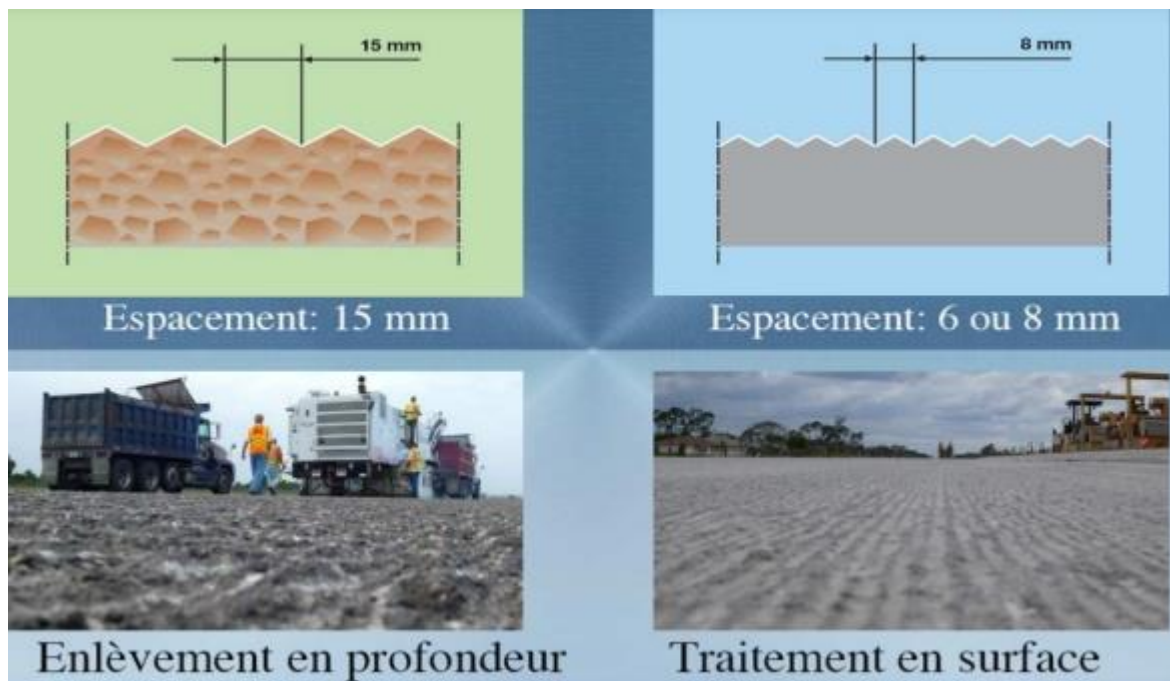 15 mm
8 mm
Espacement: 15 mm
Espacement: 6 ou 8 mm
Enlèvement en profondeur
Traitement en surface